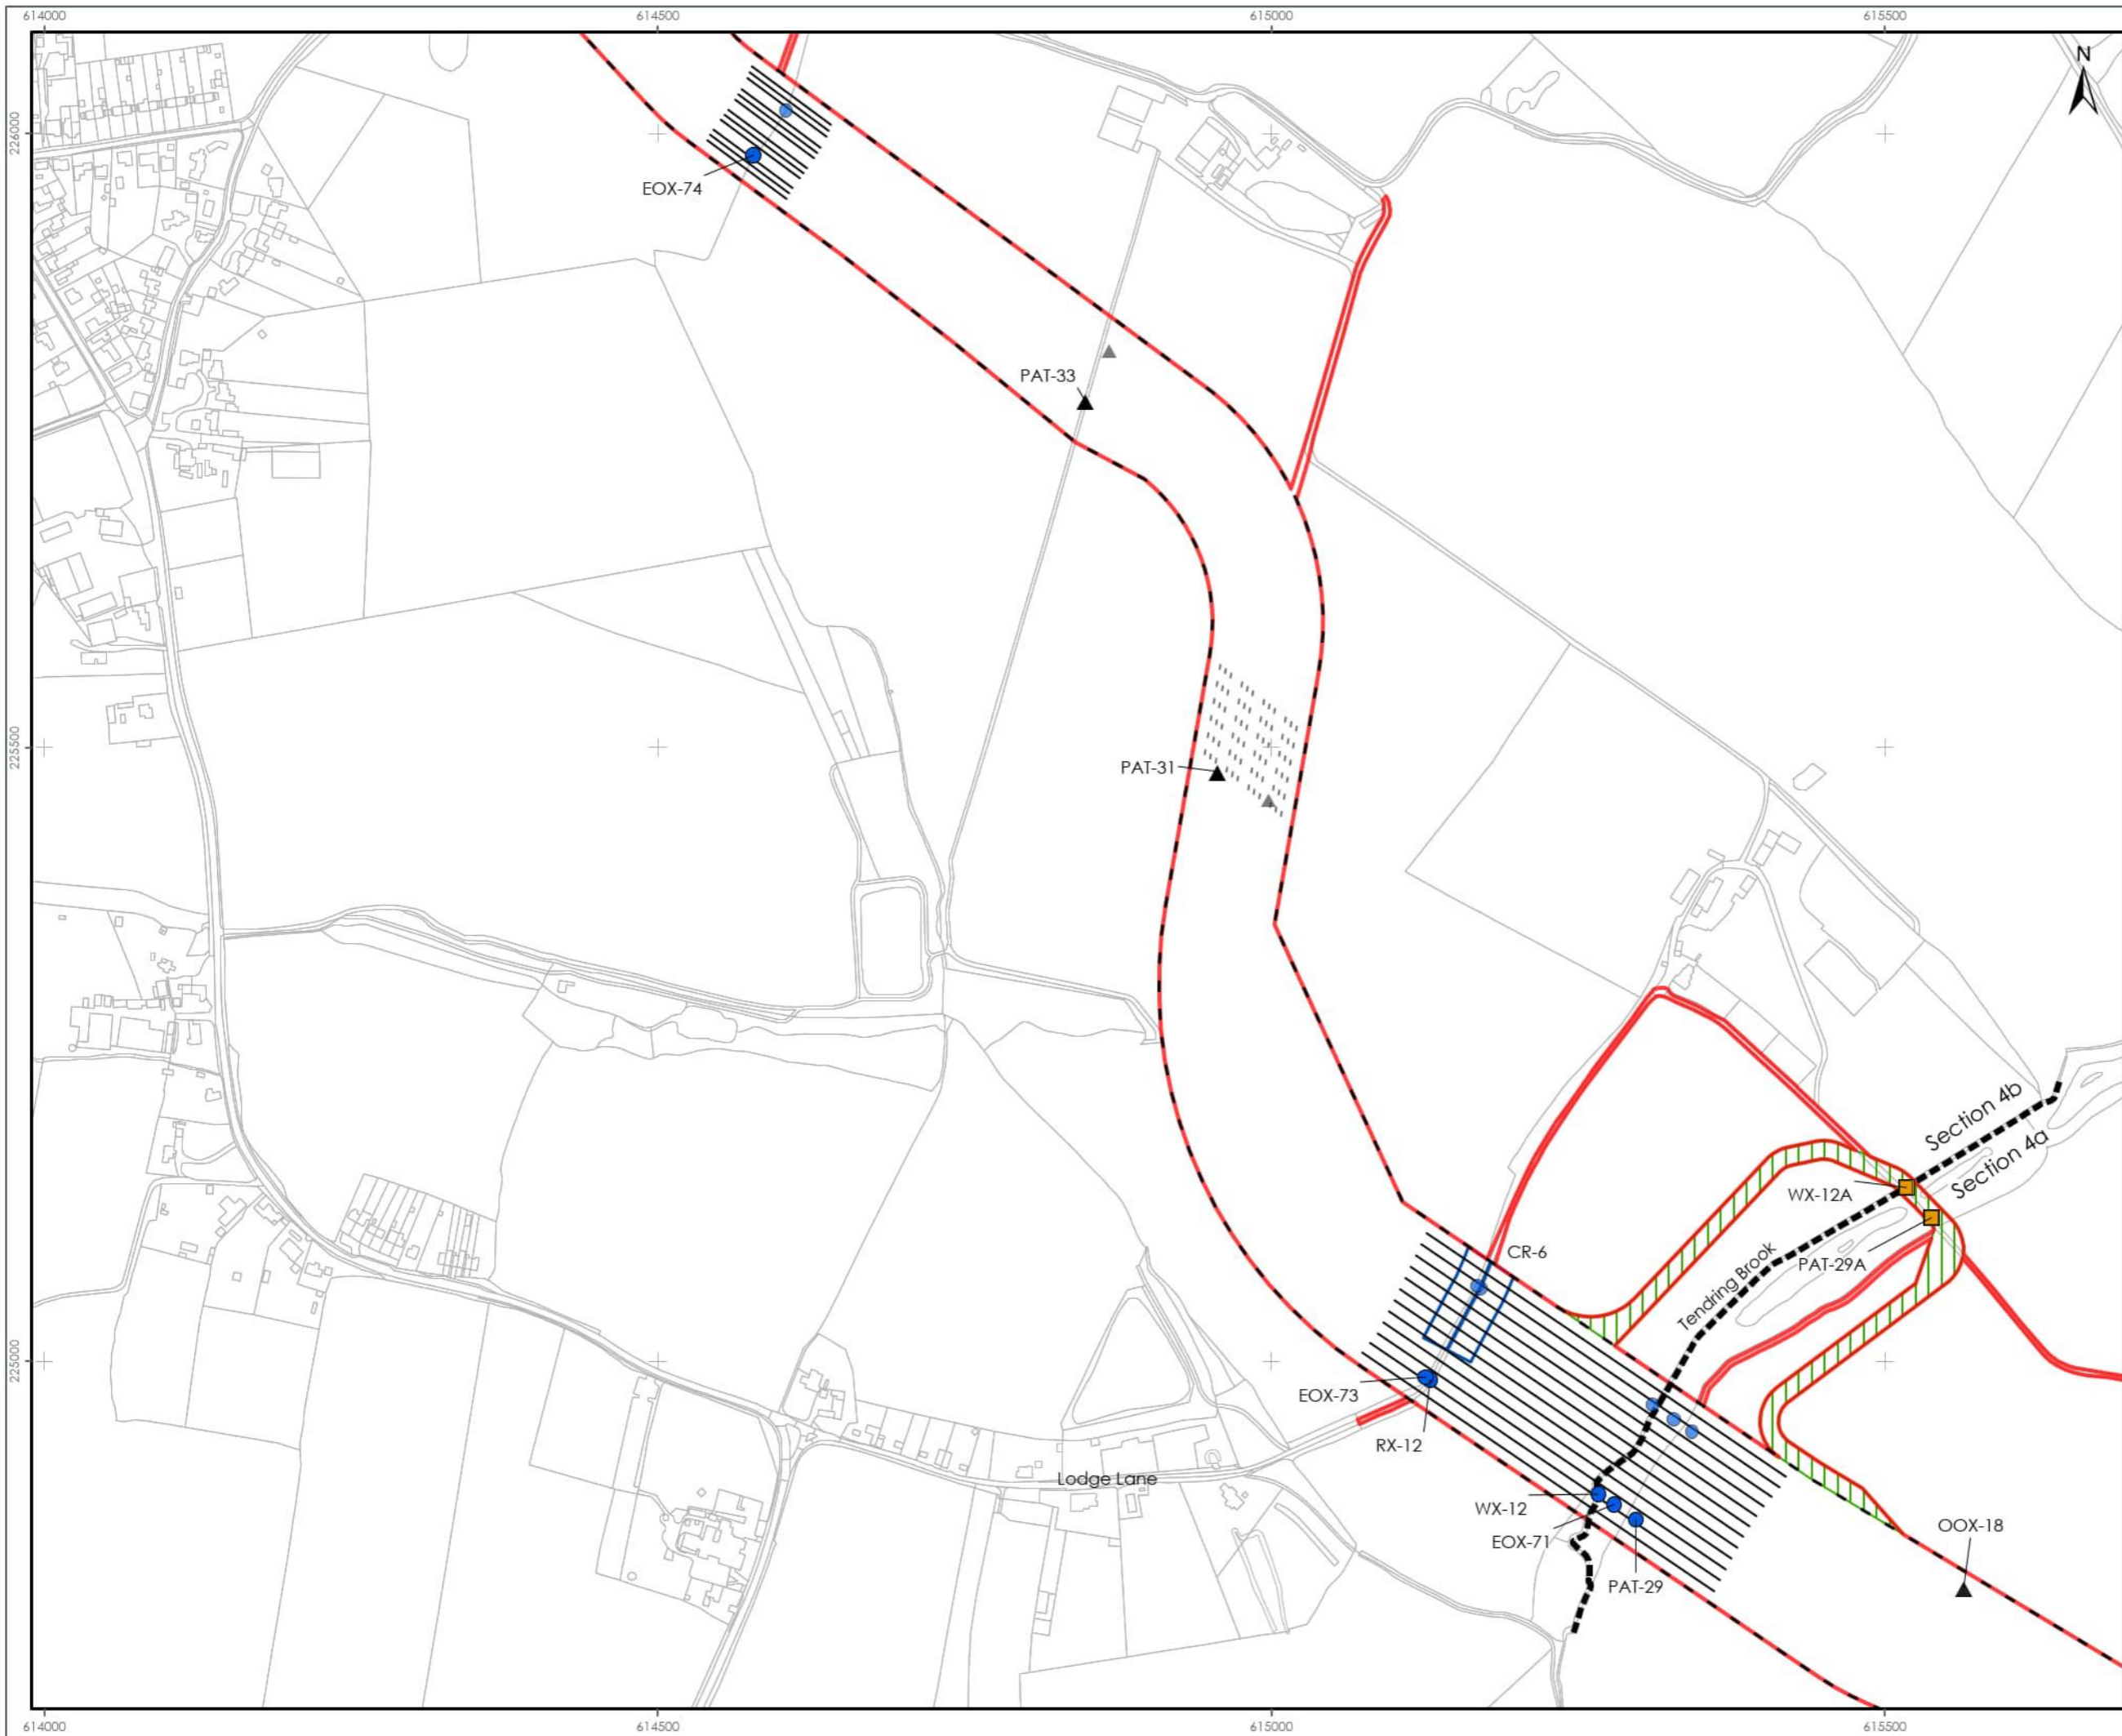 614000
614500
615000
615500
N
226000
EOX-74
PAT-33
225500
PAT-31
Section 4b
Section 4a
WX-12A
PAT-29A
Tendring Brook
CR-6
225000
EOX-73
RX-12
Lodge Lane
WX-12
EOX-71
PAT-29
OOX-18
614000
614500
615000
615500